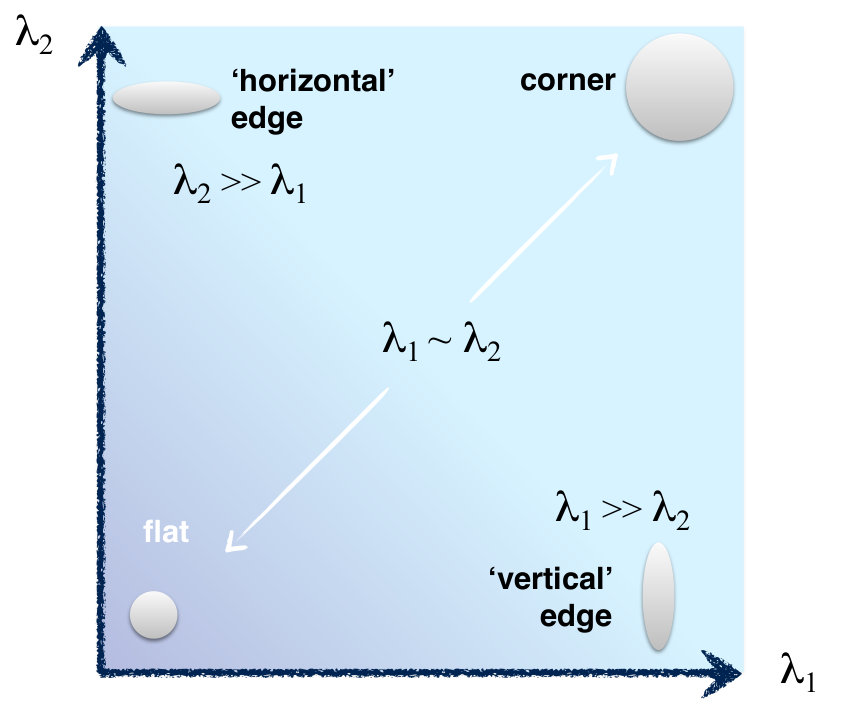 λ2
‘horizontal’
edge
corner
λ2 >> λ1
λ1 ~ λ2
flat
λ1 >> λ2
‘vertical’
edge
λ1